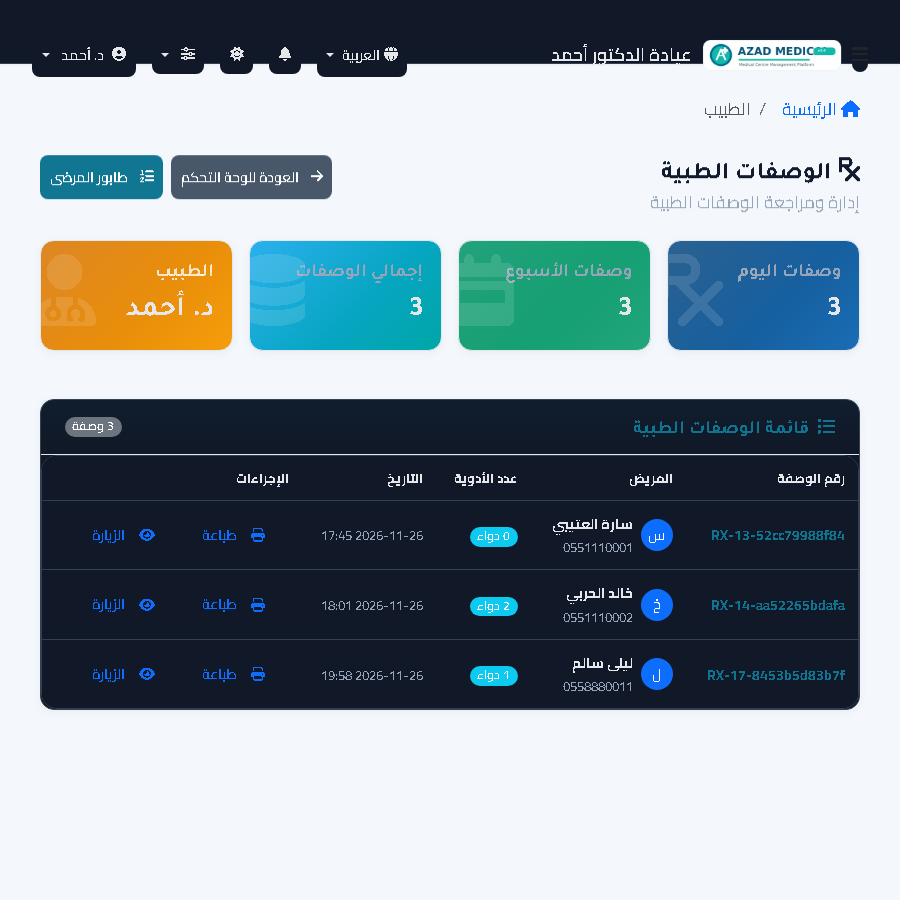 AZAD MEDIC
Medical Centre Management Platform
عيادة الدكتور أحمد
العربية
د. أحمد
الرئيسية / الطبيب
الوصفات الطبية
إدارة ومراجعة الوصفات الطبية
العودة للوحة التحكم
طابور المرضى
وصفات اليوم
3
وصفات الأسبوع
3
إجمالي الوصفات
3
الطبيب
د. أحمد
قائمة الوصفات الطبية
3 وصفة
رقم الوصفة المريض عدد الأدوية التاريخ الإجراءات
RX-13-52cc79988f84 س سارة العتيبي 0 دواء 2026-11-26 17:45 طباعة الزيارة
0551110001
RX-14-aa52265bdafa خ خالد الحربي 2 دواء 2026-11-26 18:01 طباعة الزيارة
0551110002
RX-17-8453b5d83b7f ل ليلى سالم 1 دواء 2026-11-26 19:58 طباعة الزيارة
0558880011